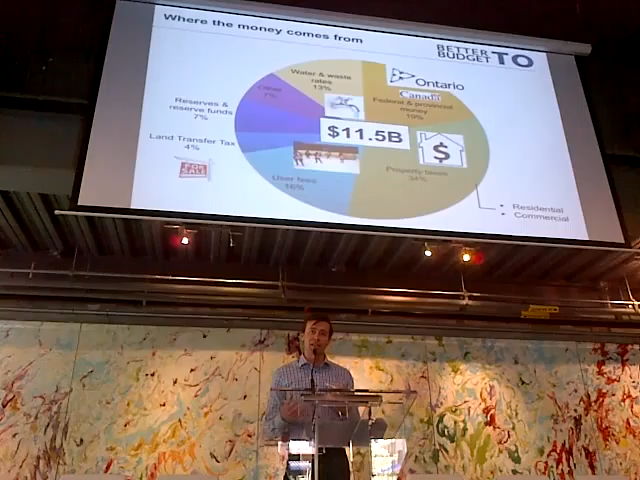 Where the money comes from
BETTER
BUDGET TO
Water & waste
rates
13%
Ontario
Canada
Federal & provincial
money
19%
Other
7%
Reserves &
reserve funds
7%
$11.5B
$
Land Transfer Tax
4%
FOR
SALE
Property taxes
34%
User fees
16%
• Residential
• Commercial